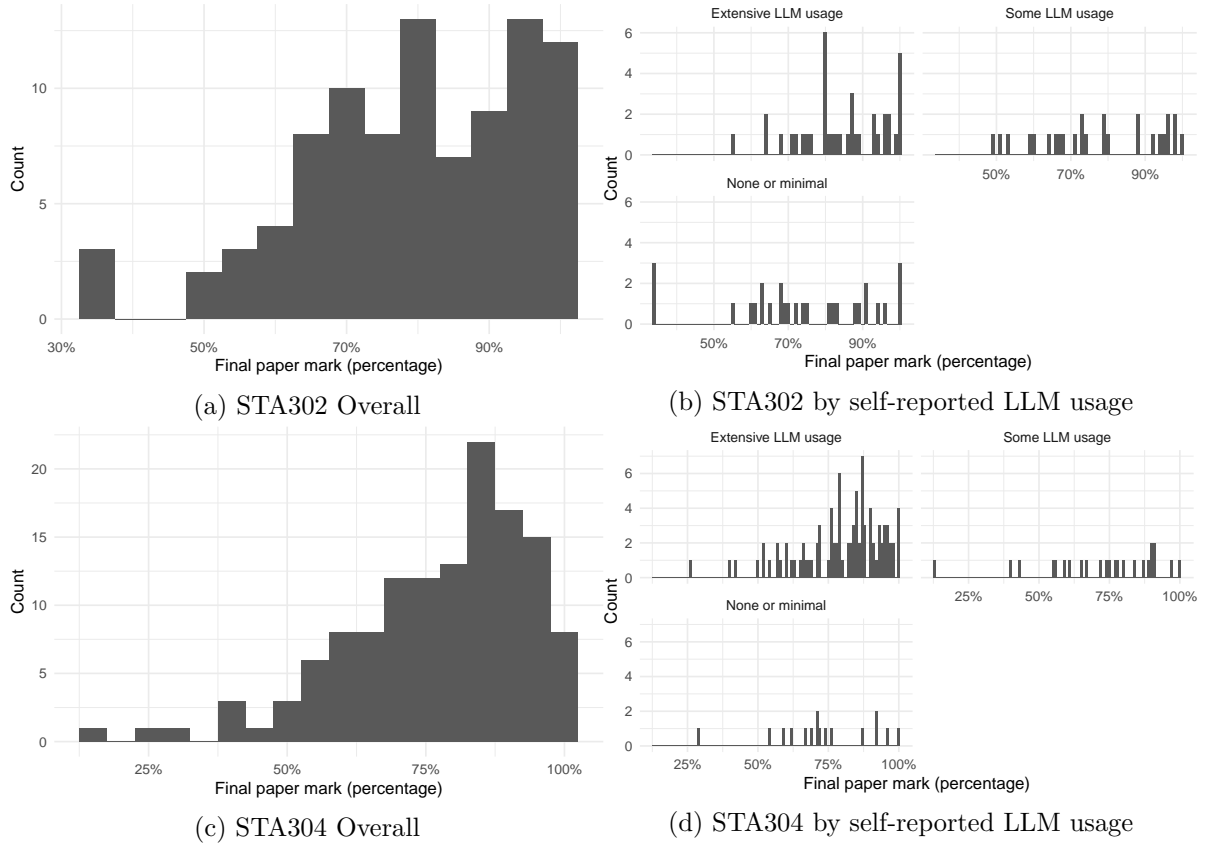 10
5
0
Count
30%
50%
70%
90%
Final paper mark (percentage)
(a) STA302 Overall
Extensive LLM usage
Some LLM usage
6
4
2
0
50%
70%
90%
None or minimal
6
4
2
0
Count
50%
70%
90%
Final paper mark (percentage)
(b) STA302 by self-reported LLM usage
20
15
10
5
0
Count
25%
50%
75%
100%
Final paper mark (percentage)
(c) STA304 Overall
Extensive LLM usage
Some LLM usage
6
4
2
0
25%
50%
75%
100%
None or minimal
6
4
2
0
Count
25%
50%
75%
100%
Final paper mark (percentage)
(d) STA304 by self-reported LLM usage